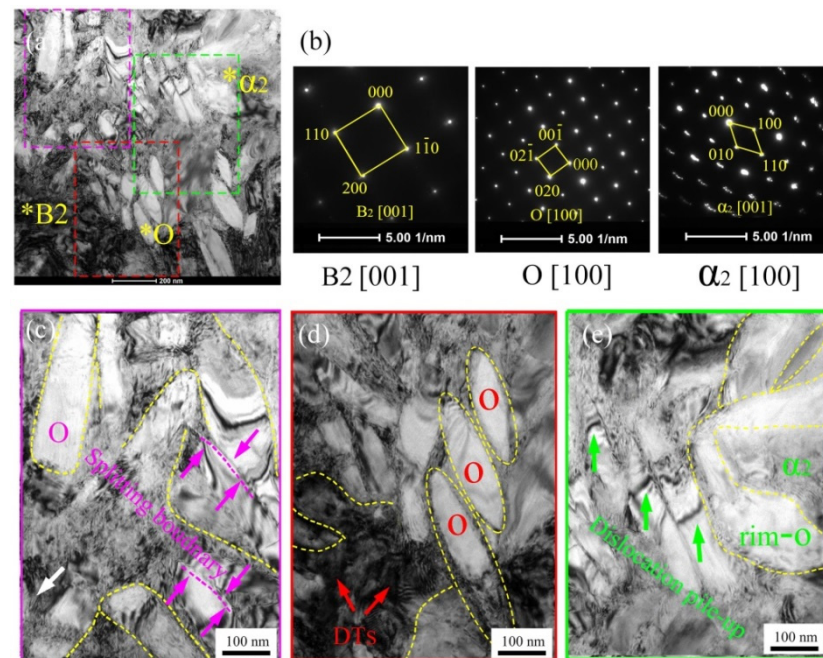 (a)
*α2
*B2
*O
200 nm
(b)
000
110
11̄0
200
B2 [001]
5.00 1/nm
B2 [001]
001̄
021̄
000
020
O [100]
5.00 1/nm
O [100]
000
100
010
110
α2 [001]
5.00 1/nm
α2 [100]
(c)
O
Splitting boundary
100 nm
(d)
O
O
O
DTs
100 nm
(e)
α2
rim-o
Dislocation pile-up
100 nm